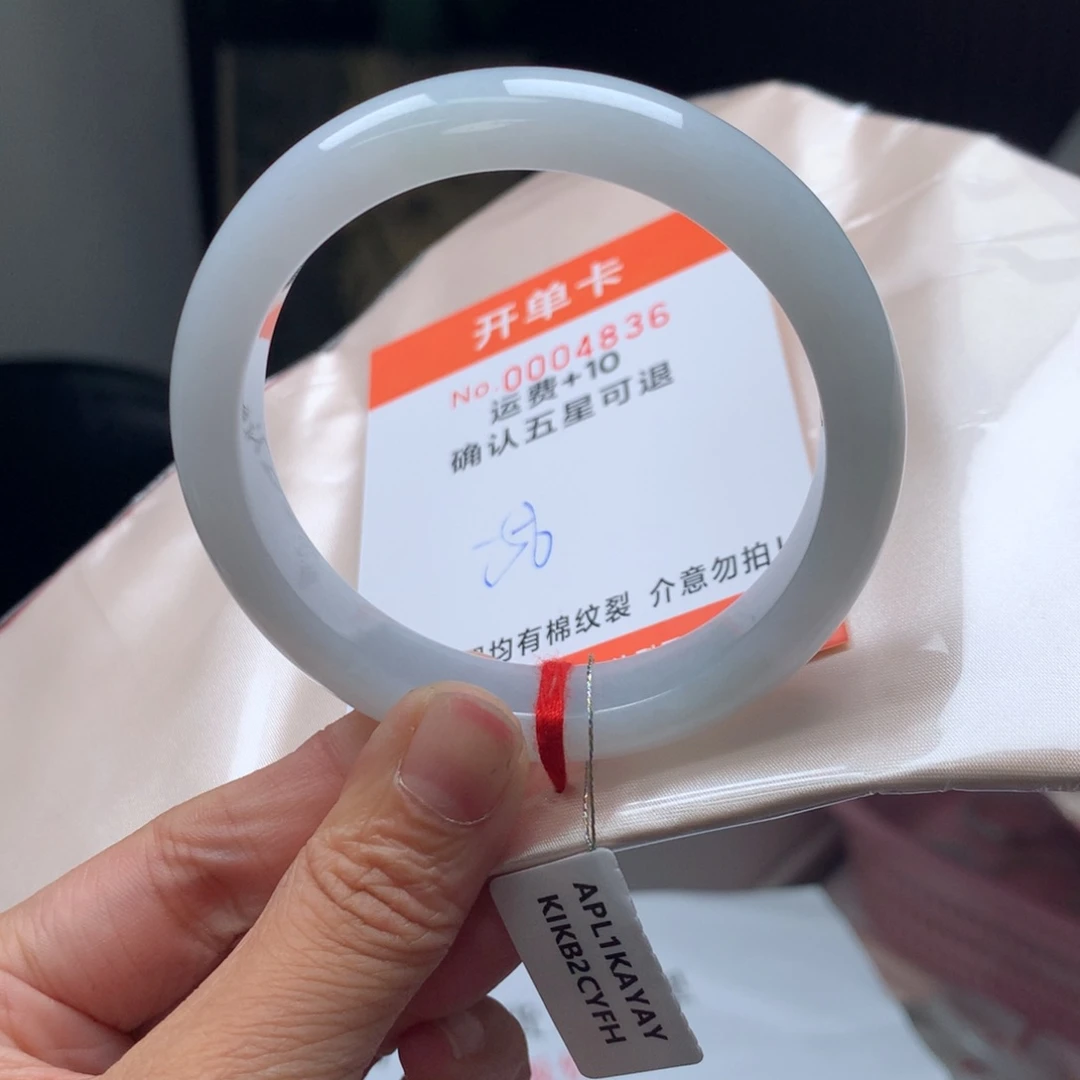 开单卡
No.0004836
运费+10
确认五星可退
均有棉纹裂 介意勿拍!
APL1KAYAY
KIKB2CYFH